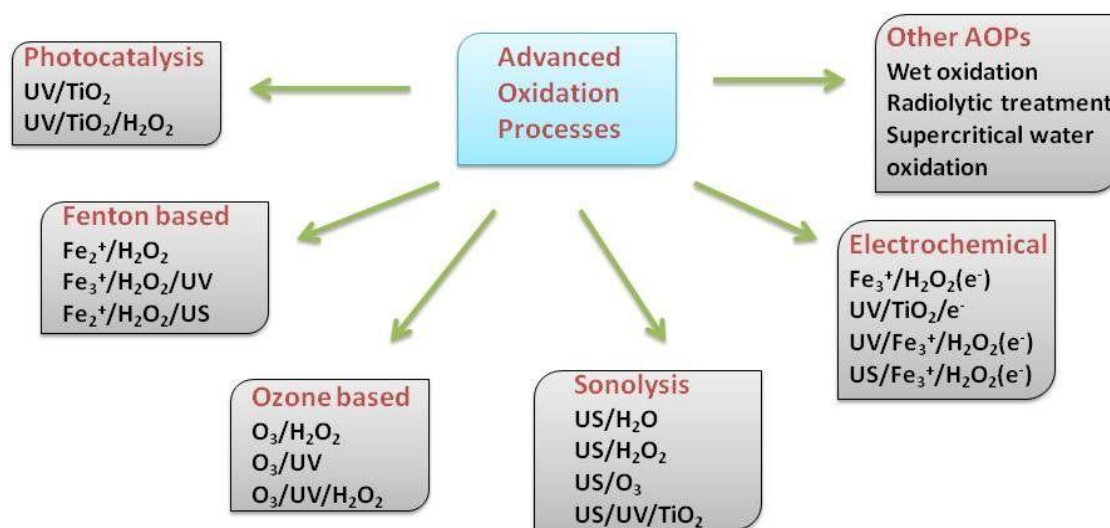 Advanced
Oxidation
Processes
Photocatalysis
UV/TiO₂
UV/TiO₂/H₂O₂
Fenton based
Fe₂⁺/H₂O₂
Fe₃⁺/H₂O₂/UV
Fe₂⁺/H₂O₂/US
Ozone based
O₃/H₂O₂
O₃/UV
O₃/UV/H₂O₂
Sonolysis
US/H₂O
US/H₂O₂
US/O₃
US/UV/TiO₂
Electrochemical
Fe₃⁺/H₂O₂(e⁻)
UV/TiO₂/e⁻
UV/Fe₃⁺/H₂O₂(e⁻)
US/Fe₃⁺/H₂O₂(e⁻)
Other AOPs
Wet oxidation
Radiolytic treatment
Supercritical water
oxidation